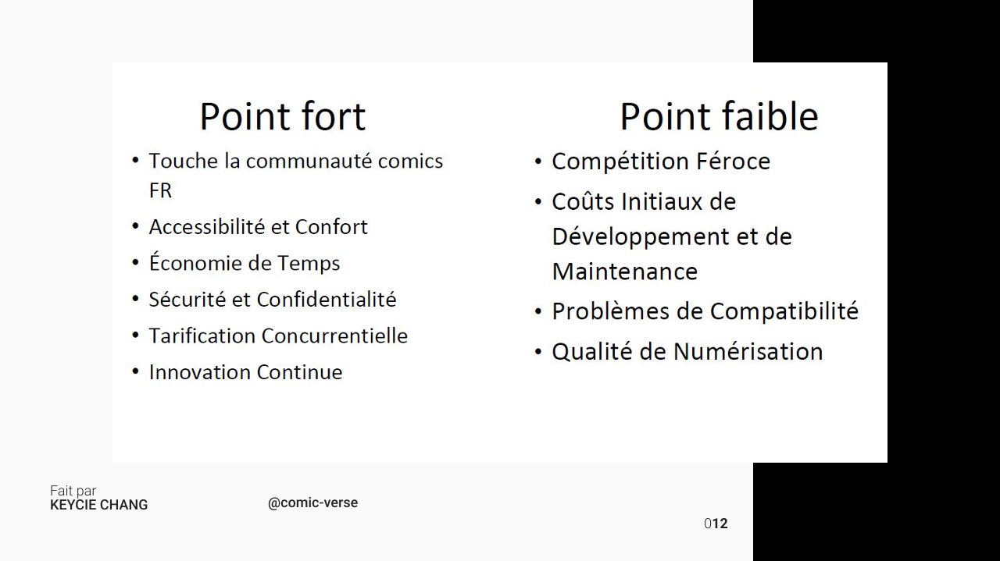 Point fort
• Touche la communauté comics
FR
• Accessibilité et Confort
• Économie de Temps
• Sécurité et Confidentialité
• Tarification Concurrentielle
• Innovation Continue
Point faible
• Compétition Féroce
• Coûts Initiaux de
Développement et de
Maintenance
• Problèmes de Compatibilité
• Qualité de Numérisation
Fait par
KEYCIE CHANG
@comic-verse
012